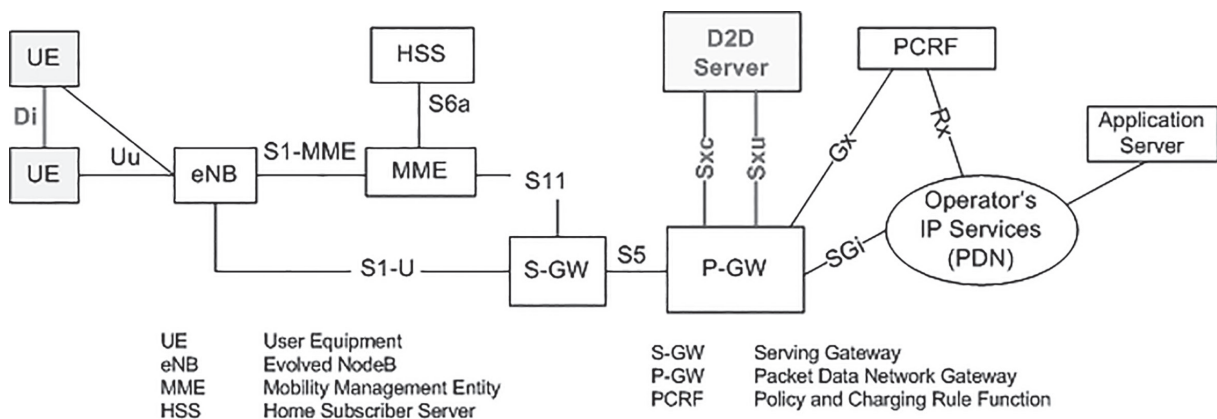 UE
Di
UE
Uu
eNB
S1-MME
HSS
S6a
MME
S11
S1-U
S-GW
S5
D2D
Server
Sxc
Sxu
P-GW
PCRF
Gx
Rx
SGi
Operator's
IP Services
(PDN)
Application
Server
UE User Equipment
eNB Evolved NodeB
MME Mobility Management Entity
HSS Home Subscriber Server
S-GW Serving Gateway
P-GW Packet Data Network Gateway
PCRF Policy and Charging Rule Function